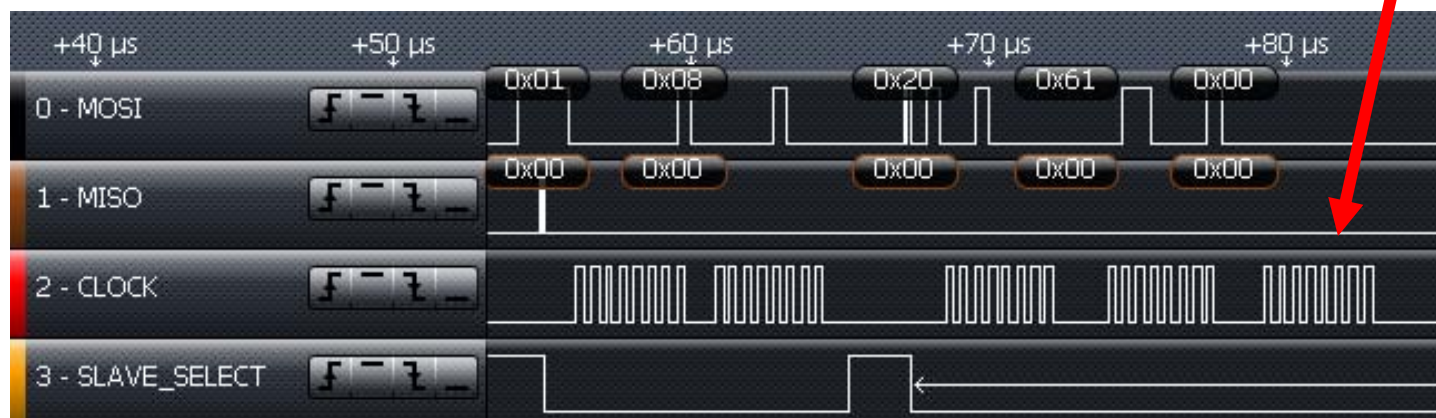 +40 µs +50 µs +60 µs +70 µs +80 µs
0 - MOSI 0x01 0x08 0x20 0x61 0x00
1 - MISO 0x00 0x00 0x00 0x00 0x00
2 - CLOCK
3 - SLAVE_SELECT